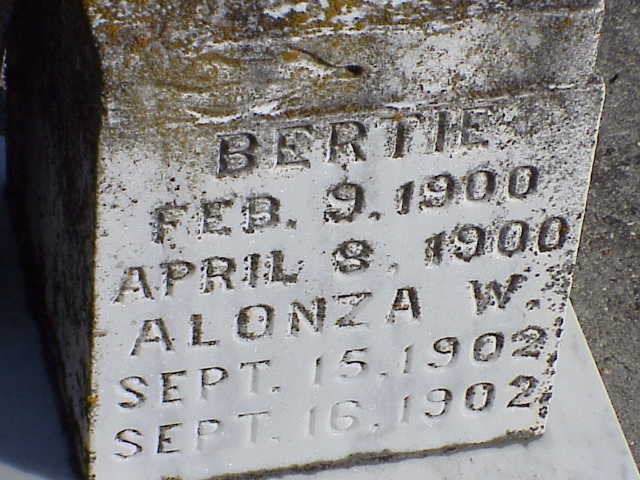 BERTIE
FEB. 9, 1900
APRIL 8, 1900
ALONZA W.
SEPT. 15, 1902
SEPT. 16, 1902